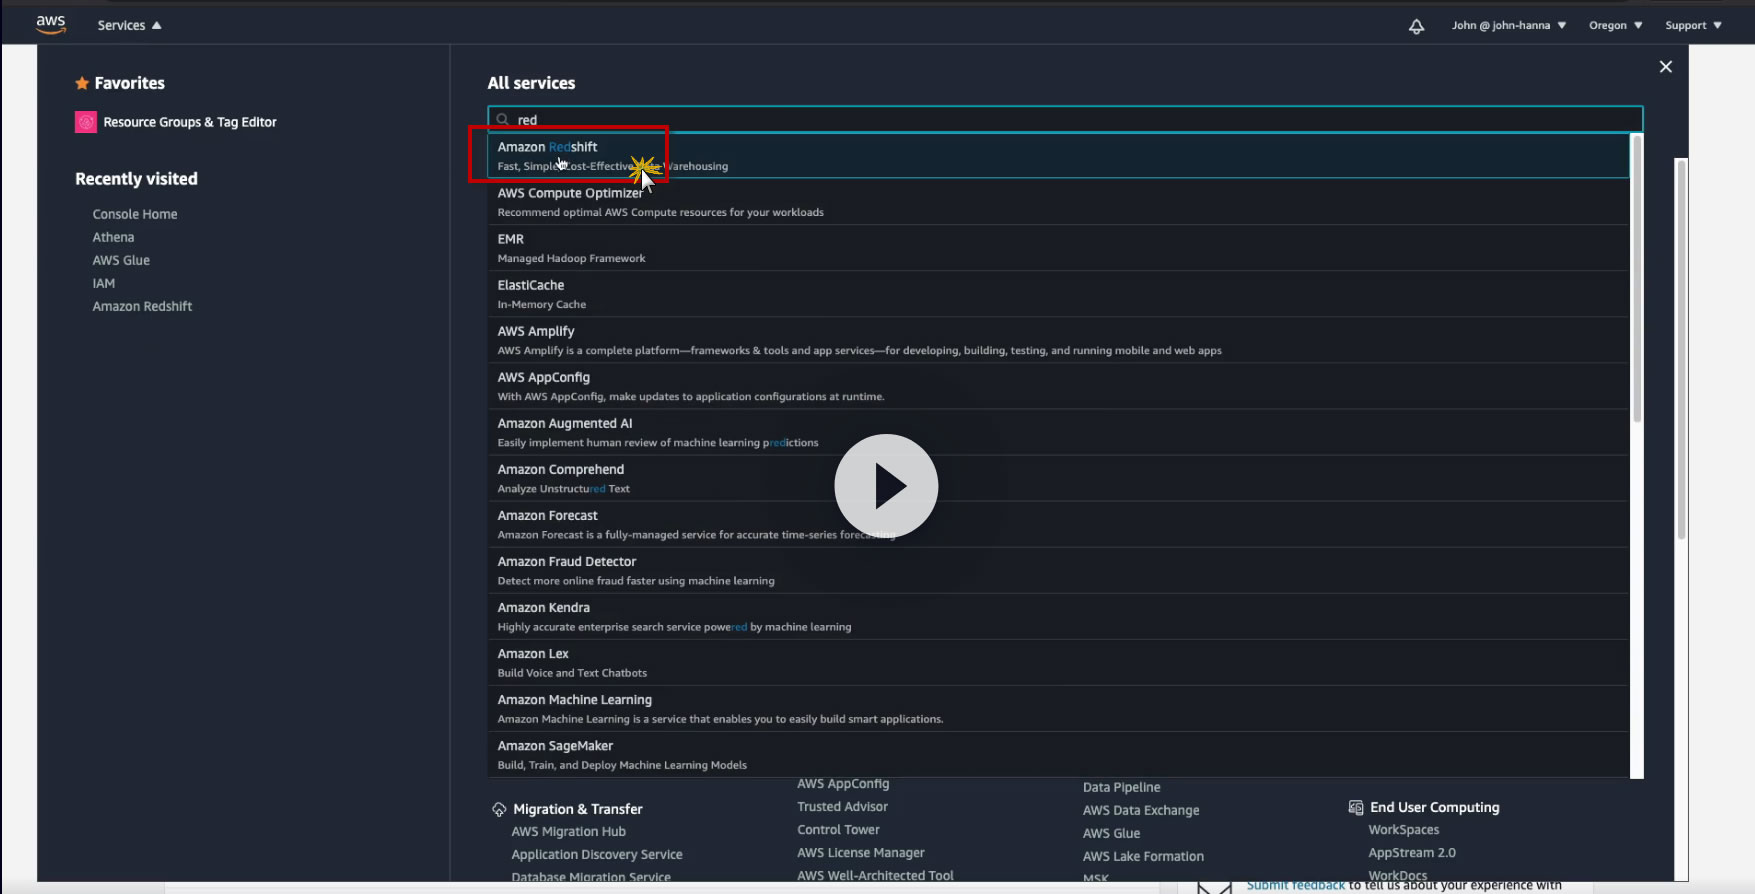 aws
Services
John @ john-hanna
Oregon
Support
Favorites
Resource Groups & Tag Editor
Recently visited
Console Home
Athena
AWS Glue
IAM
Amazon Redshift
All services
red
Amazon Redshift
Fast, Simple, Cost-Effective Warehousing
AWS Compute Optimizer
Recommend optimal AWS Compute resources for your workloads
EMR
Managed Hadoop Framework
ElastiCache
In-Memory Cache
AWS Amplify
AWS Amplify is a complete platform—frameworks & tools and app services—for developing, building, testing, and running mobile and web apps
AWS AppConfig
With AWS AppConfig, make updates to application configurations at runtime.
Amazon Augmented AI
Easily implement human review of machine learning predictions
Amazon Comprehend
Analyze Unstructured Text
Amazon Forecast
Amazon Forecast is a fully-managed service for accurate time-series forecasting
Amazon Fraud Detector
Detect more online fraud faster using machine learning
Amazon Kendra
Highly accurate enterprise search service powered by machine learning
Amazon Lex
Build Voice and Text Chatbots
Amazon Machine Learning
Amazon Machine Learning is a service that enables you to easily build smart applications.
Amazon SageMaker
Build, Train, and Deploy Machine Learning Models
Migration & Transfer
AWS Migration Hub
Application Discovery Service
Database Migration Service
AWS AppConfig
Trusted Advisor
Control Tower
AWS License Manager
AWS Well-Architected Tool
Data Pipeline
AWS Data Exchange
AWS Glue
AWS Lake Formation
MSK
End User Computing
WorkSpaces
AppStream 2.0
WorkDocs
Submit feedback to tell us about your experience with